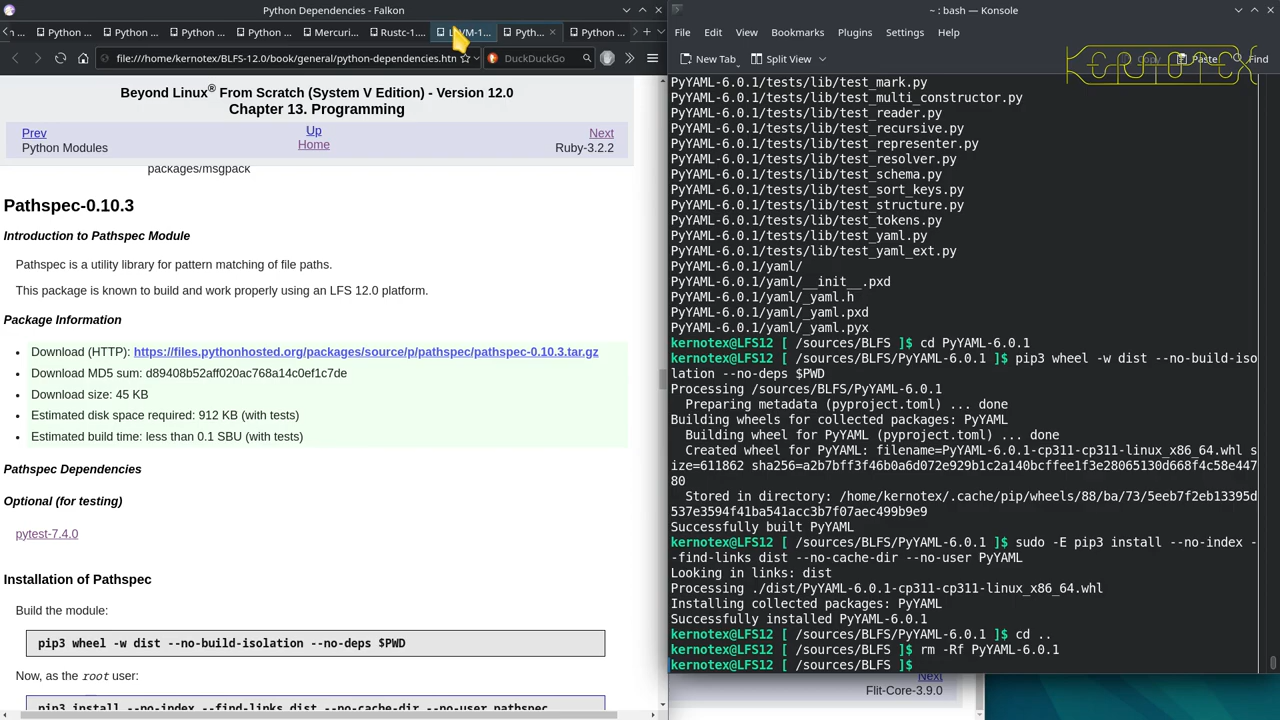 Python Dependencies - Falkon
Python ...
Python ...
Python ...
Python ...
Mercuri...
Rustc-1....
Pyth...
Python ...
file:///home/kernotex/BLFS-12.0/book/general/python-dependencies.htm
DuckDuckGo
Beyond Linux® From Scratch (System V Edition) - Version 12.0
Chapter 13. Programming
Prev
Up
Next
Python Modules
Home
Ruby-3.2.2
packages/msgpack
Pathspec-0.10.3
Introduction to Pathspec Module
Pathspec is a utility library for pattern matching of file paths.
This package is known to build and work properly using an LFS 12.0 platform.
Package Information
• Download (HTTP): https://files.pythonhosted.org/packages/source/p/pathspec/pathspec-0.10.3.tar.gz
• Download MD5 sum: d89408b52aff020ac768a14c0ef1c7de
• Download size: 45 KB
• Estimated disk space required: 912 KB (with tests)
• Estimated build time: less than 0.1 SBU (with tests)
Pathspec Dependencies
Optional (for testing)
pytest-7.4.0
Installation of Pathspec
Build the module:
pip3 wheel -w dist --no-build-isolation --no-deps $PWD
Now, as the root user:
pip3 install --no-index --find-links dist --no-cache-dir --no-user pathspec
~ : bash — Konsole
File Edit View Bookmarks Plugins Settings Help
New Tab Split View Copy Paste Find
KERNOTEX
PyYAML-6.0.1/tests/lib/test_mark.py
PyYAML-6.0.1/tests/lib/test_multi_constructor.py
PyYAML-6.0.1/tests/lib/test_reader.py
PyYAML-6.0.1/tests/lib/test_recursive.py
PyYAML-6.0.1/tests/lib/test_representer.py
PyYAML-6.0.1/tests/lib/test_resolver.py
PyYAML-6.0.1/tests/lib/test_schema.py
PyYAML-6.0.1/tests/lib/test_sort_keys.py
PyYAML-6.0.1/tests/lib/test_structure.py
PyYAML-6.0.1/tests/lib/test_tokens.py
PyYAML-6.0.1/tests/lib/test_yaml.py
PyYAML-6.0.1/tests/lib/test_yaml_ext.py
PyYAML-6.0.1/yaml/
PyYAML-6.0.1/yaml/__init__.pxd
PyYAML-6.0.1/yaml/_yaml.h
PyYAML-6.0.1/yaml/_yaml.pxd
PyYAML-6.0.1/yaml/_yaml.pyx
kernotex@LFS12 [ /sources/BLFS ]$ cd PyYAML-6.0.1
kernotex@LFS12 [ /sources/BLFS/PyYAML-6.0.1 ]$ pip3 wheel -w dist --no-build-iso
lation --no-deps $PWD
Processing /sources/BLFS/PyYAML-6.0.1
Preparing metadata (pyproject.toml) ... done
Building wheels for collected packages: PyYAML
Building wheel for PyYAML (pyproject.toml) ... done
Created wheel for PyYAML: filename=PyYAML-6.0.1-cp311-cp311-linux_x86_64.whl s
ize=611862 sha256=a2b7bff3f46b0a6d072e929b1c2a140bcffee1f3e28065130d668f4c58e447
80
Stored in directory: /home/kernotex/.cache/pip/wheels/88/ba/73/5eeb7f2eb13395d
537e3594f41ba541acc3b7f07aec499b9e9
Successfully built PyYAML
kernotex@LFS12 [ /sources/BLFS/PyYAML-6.0.1 ]$ sudo -E pip3 install --no-index -
-find-links dist --no-cache-dir --no-user PyYAML
Looking in links: dist
Processing ./dist/PyYAML-6.0.1-cp311-cp311-linux_x86_64.whl
Installing collected packages: PyYAML
Successfully installed PyYAML-6.0.1
kernotex@LFS12 [ /sources/BLFS/PyYAML-6.0.1 ]$ cd ..
kernotex@LFS12 [ /sources/BLFS ]$ rm -Rf PyYAML-6.0.1
kernotex@LFS12 [ /sources/BLFS ]$
Next
Flit-Core-3.9.0